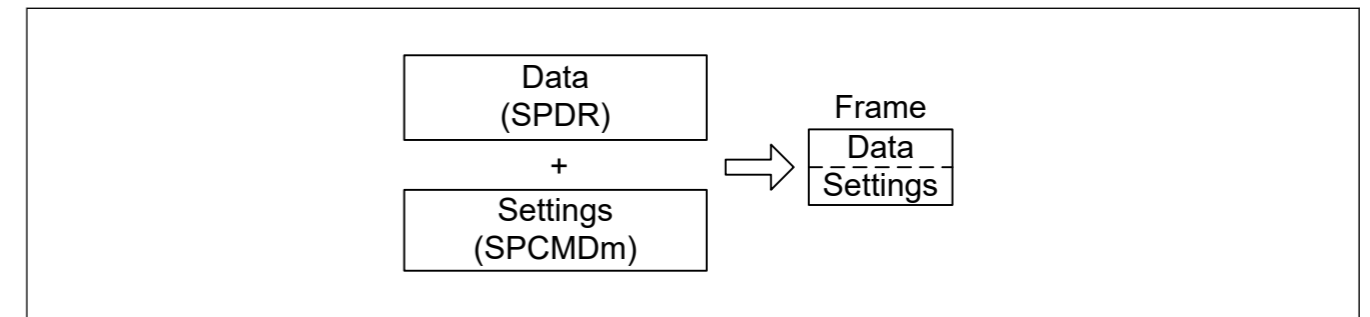 Data
(SPDR)
+
Settings
(SPCMDm)
Frame
Data
Settings